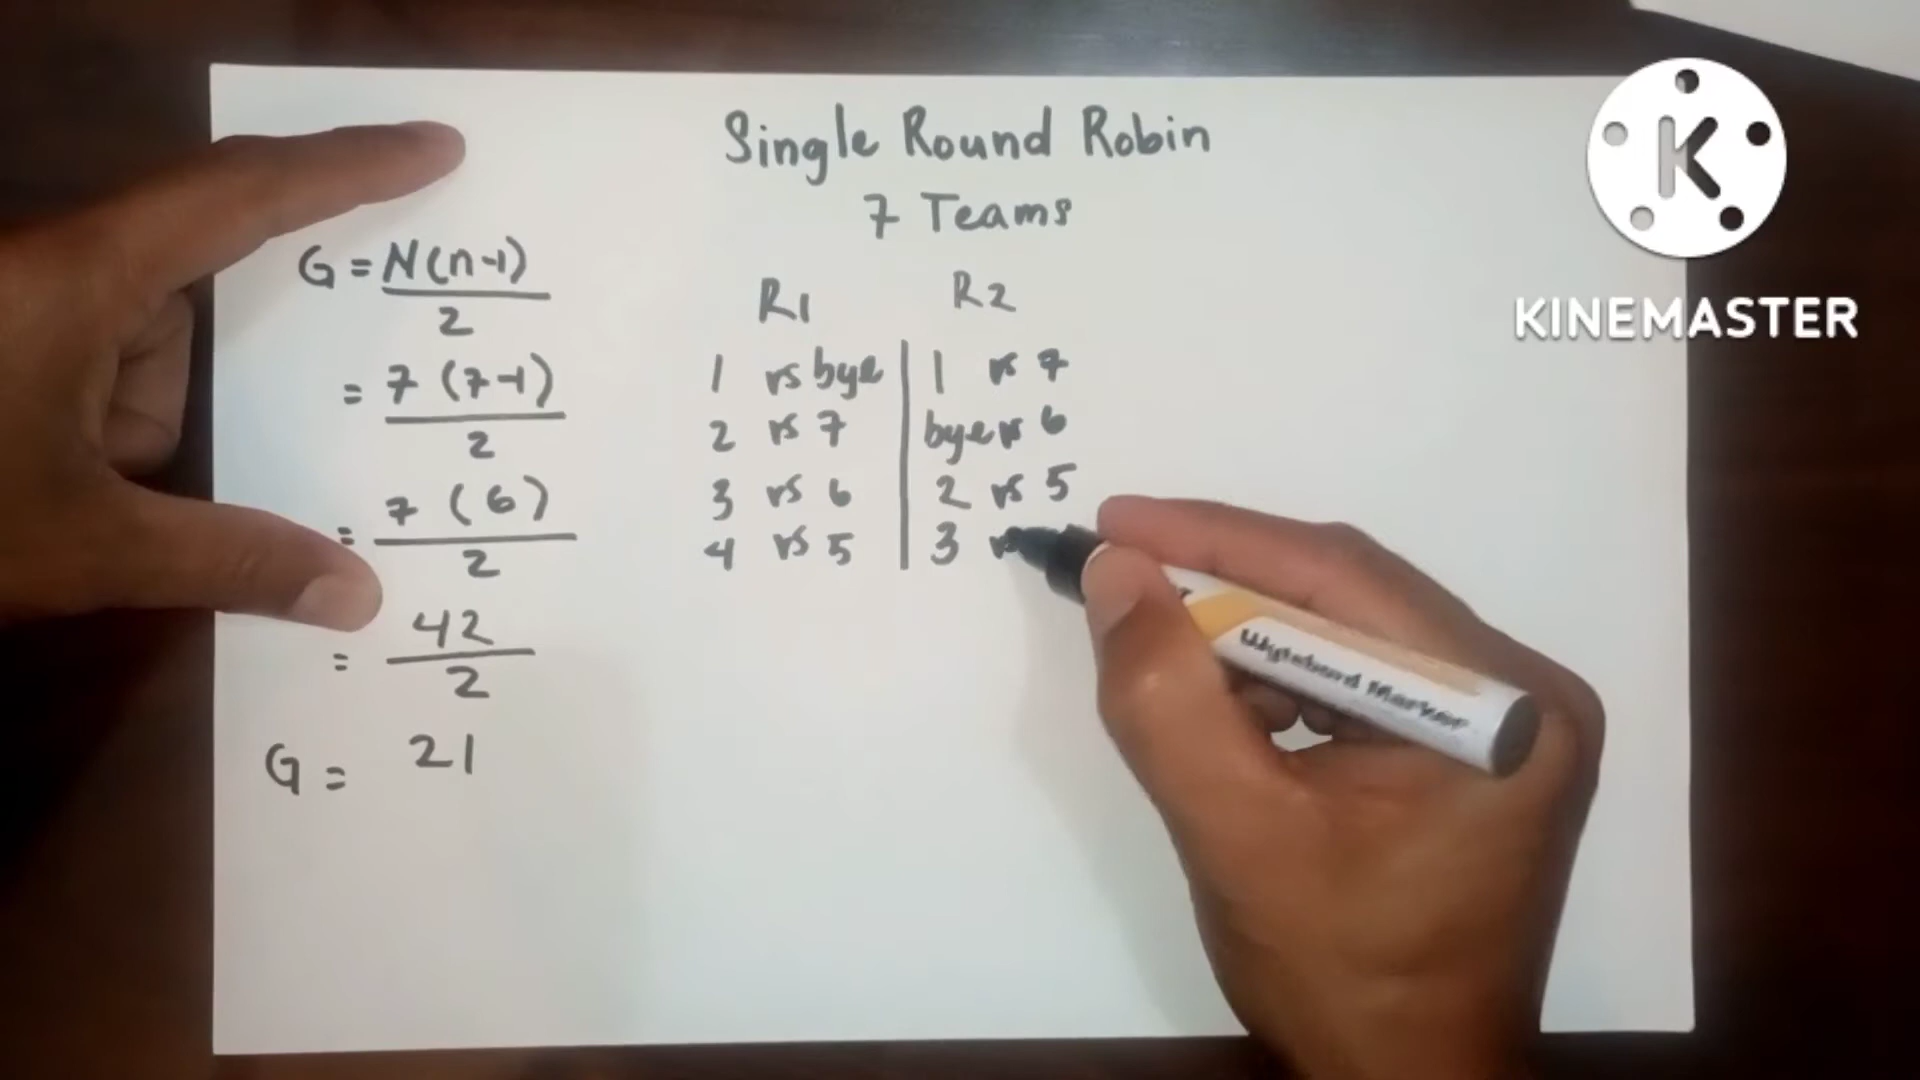 Single Round Robin
7 Teams
G = N(n-1)
2
= 7 (7-1)
2
= 7 (6)
2
= 42
2
G = 21
R1
1 vs bye
2 vs 7
3 vs 6
4 vs 5
R2
1 vs 7
bye vs 6
2 vs 5
3
K
KINEMASTER
Marker